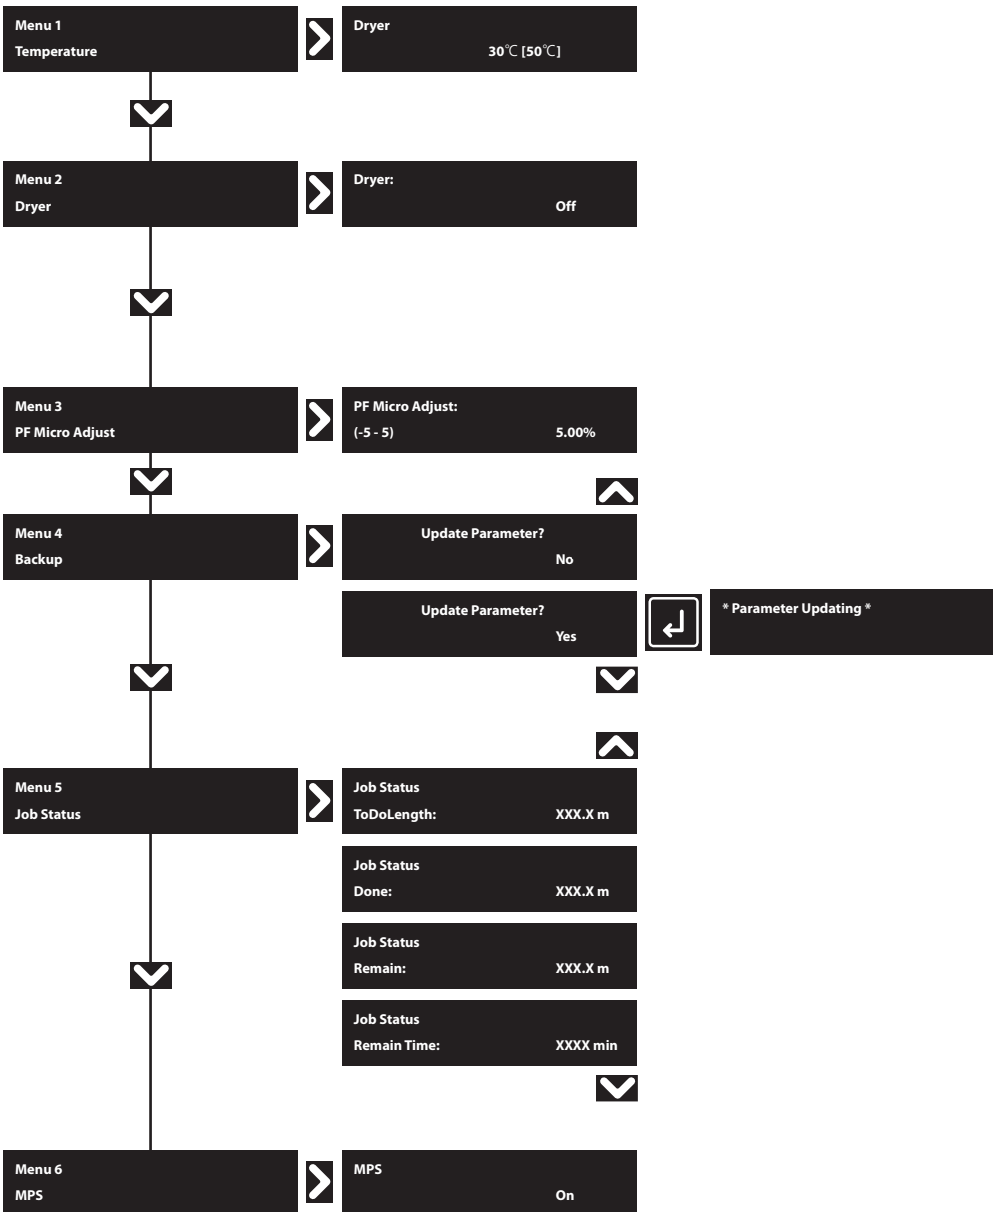 Menu 1
Temperature
Dryer
30℃ [50℃]
Menu 2
Dryer
Dryer:
Off
Menu 3
PF Micro Adjust
PF Micro Adjust:
(-5 - 5) 5.00%
Menu 4
Backup
Update Parameter?
No
Update Parameter?
Yes
* Parameter Updating *
Menu 5
Job Status
Job Status
ToDoLength: XXX.X m
Job Status
Done: XXX.X m
Job Status
Remain: XXX.X m
Job Status
Remain Time: XXXX min
Menu 6
MPS
MPS
On